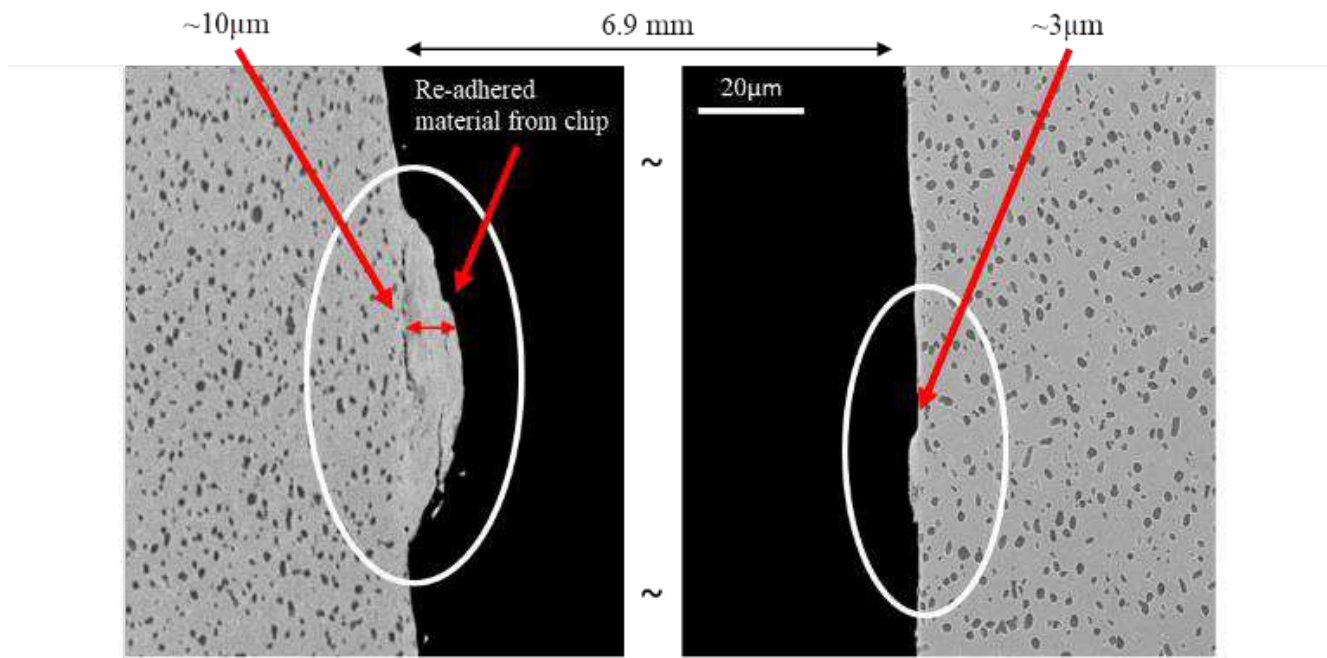 ~10μm
6.9 mm
~3μm
Re-adhered
material from chip
20μm
~
~